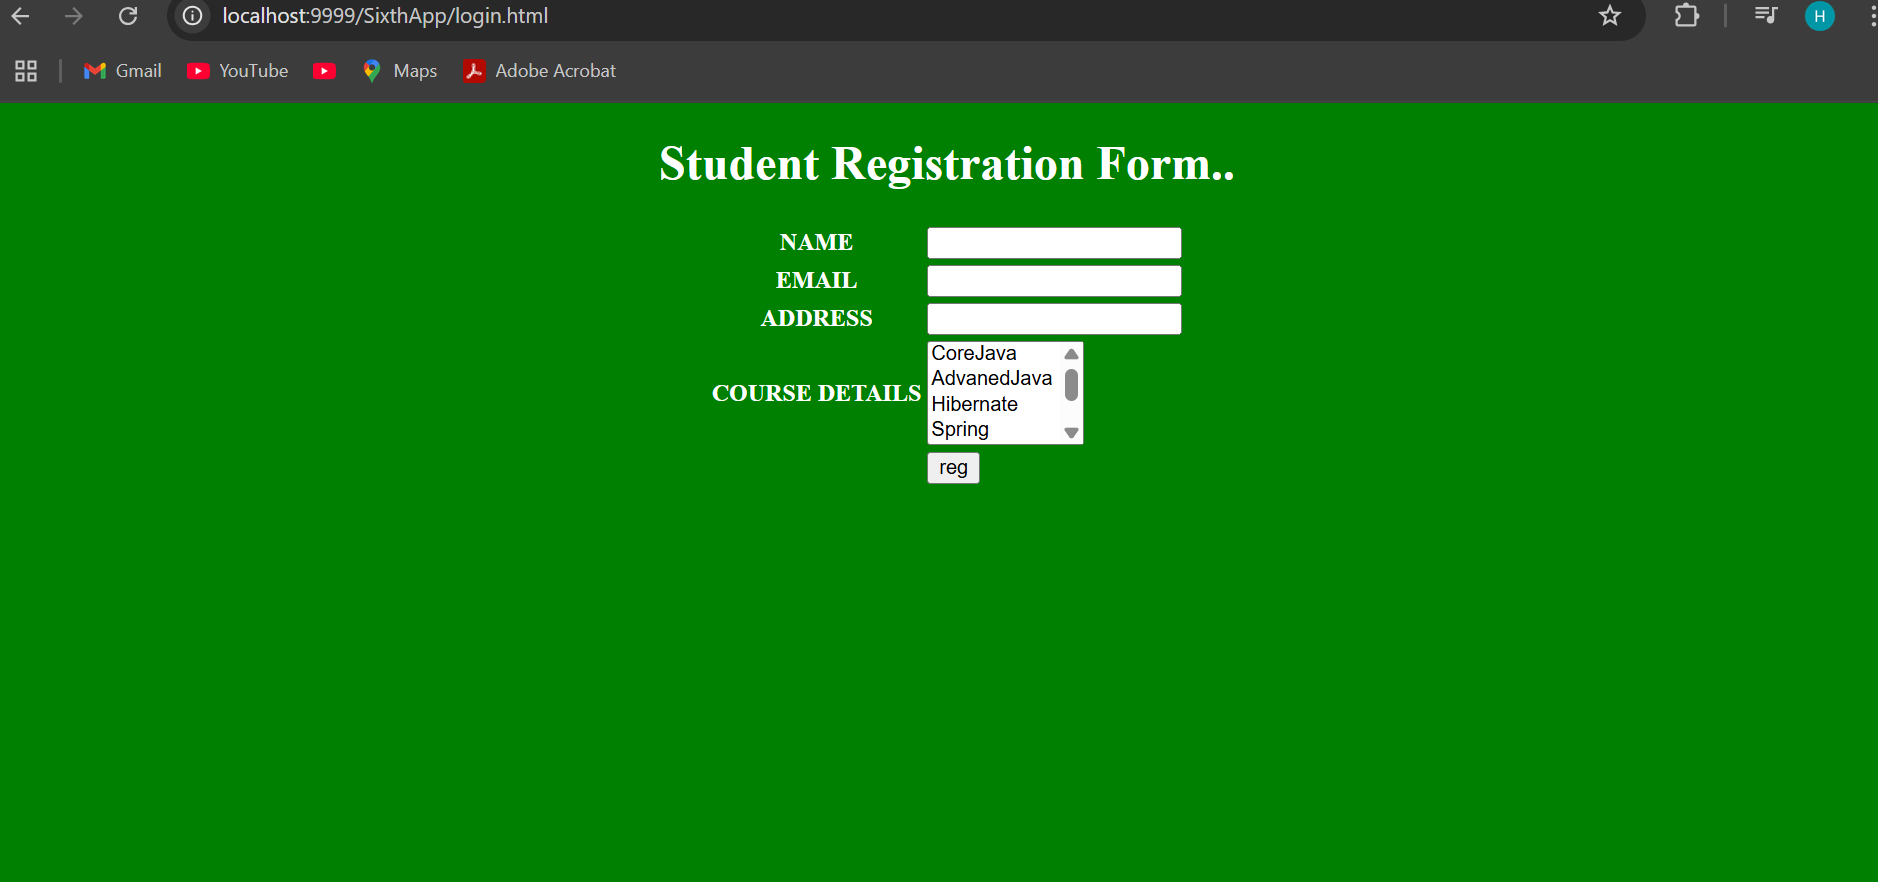 localhost:9999/SixthApp/login.html
H
Gmail YouTube Maps Adobe Acrobat
Student Registration Form..
NAME
EMAIL
ADDRESS
CoreJava
AdvanedJava
COURSE DETAILS
Hibernate
Spring
reg